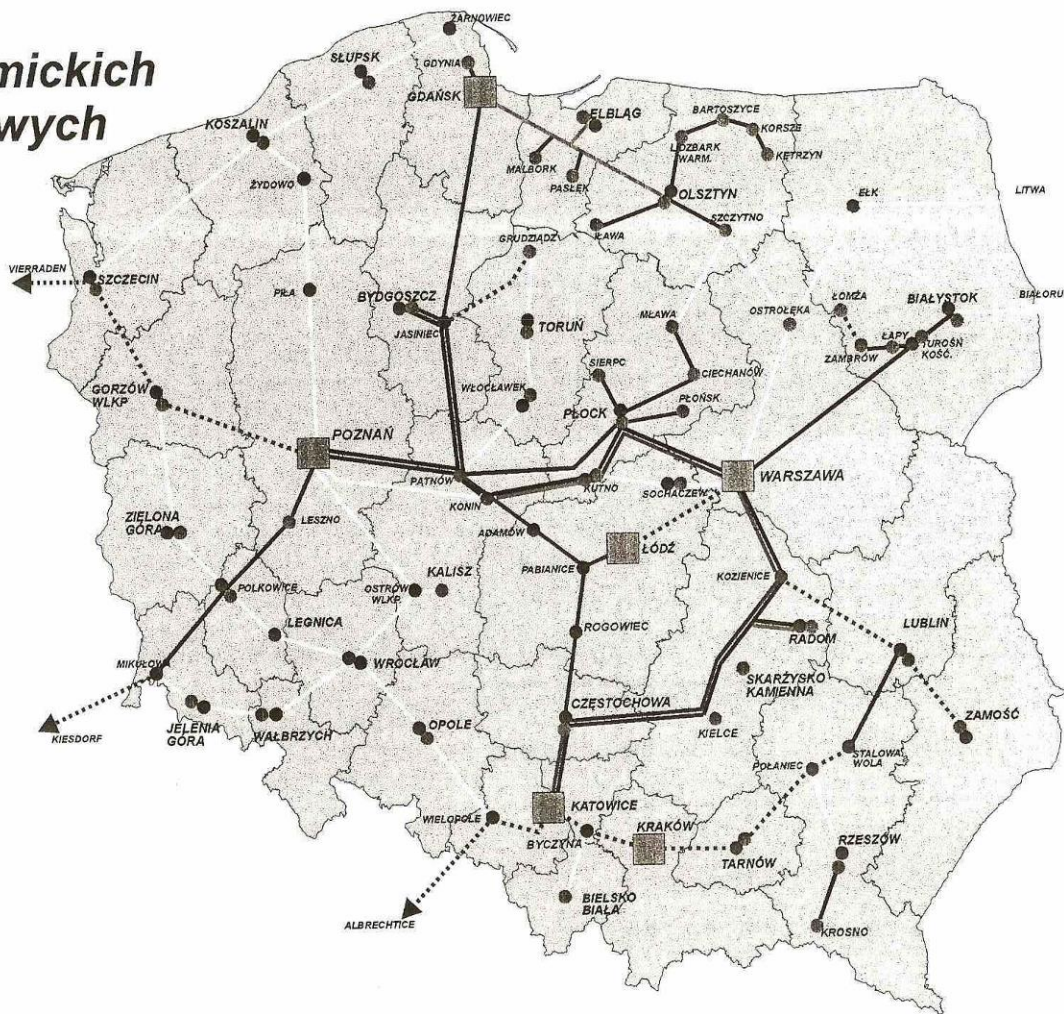 mickich
wych
ŻARNOWIEC
SŁUPSK
GDYNIA
GDAŃSK
ELBLĄG
BARTOSZYCE
KOSZALIN
KORSZE
LIDZBARK
WARM.
KĘTRZYN
MALBORK
PASŁĘK
ŻYDOWO
OLSZTYN
EŁK
LITWA
SZCZYTNO
IŁAWA
GRUDZIĄDZ
VIERRADEN
SZCZECIN
PIŁA
BYDGOSZCZ
JASINIEC
TORUŃ
MŁAWA
OSTROŁĘKA
ŁOMŻA
BIAŁYSTOK
BIAŁORU
ŁAPY
TUROŚŃ
KOŚĆ.
ZAMBRÓW
SIERPC
CIECHANÓW
GORZÓW
WLKP
WŁOCŁAWEK
PŁOCK
PŁOŃSK
POZNAŃ
WARSZAWA
PATNÓW
KUTNO
SOCHACZEW
KONIN
LESZNO
ADAMÓW
ZIELONA
GÓRA
ŁÓDŹ
PABIANICE
POLKOWICE
OSTRÓW
WLKP.
KALISZ
KOZIENICE
LEGNICA
ROGOWIEC
RADOM
LUBLIN
MIKUŁOWA
WROCŁAW
SKARŻYSKO
KAMIENNA
JELENIA
GÓRA
WAŁBRZYCH
OPOLE
CZĘSTOCHOWA
KIELCE
ZAMOŚĆ
KIESDORF
STALOWA
WOLA
POŁANIEC
WIELOPOLE
KATOWICE
BYCZYNA
KRAKÓW
TARNÓW
RZESZÓW
BIELSKO
BIAŁA
ALBRECHTICE
KROSNO